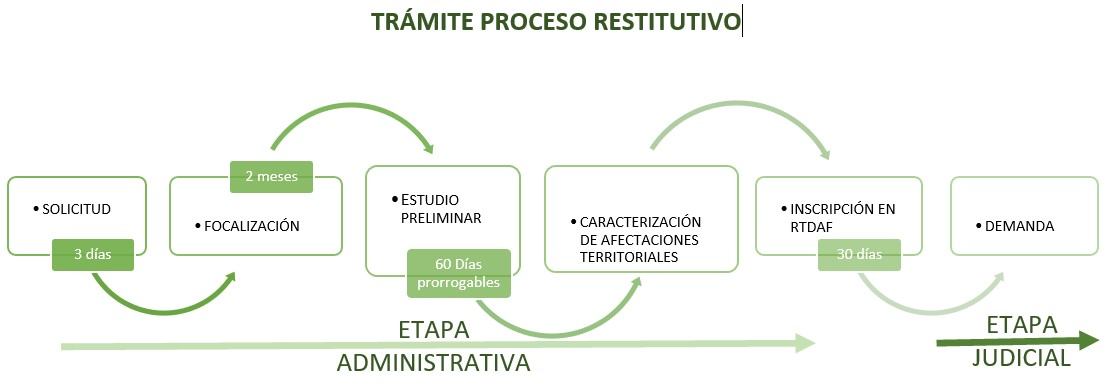 TRÁMITE PROCESO RESTITUTIVO
• SOLICITUD
3 días
2 meses
• FOCALIZACIÓN
• ESTUDIO
PRELIMINAR
60 Días
prorrogables
• CARACTERIZACIÓN
DE AFECTACIONES
TERRITORIALES
• INSCRIPCIÓN EN
RTDAF
30 días
• DEMANDA
ETAPA
ADMINISTRATIVA
ETAPA
JUDICIAL